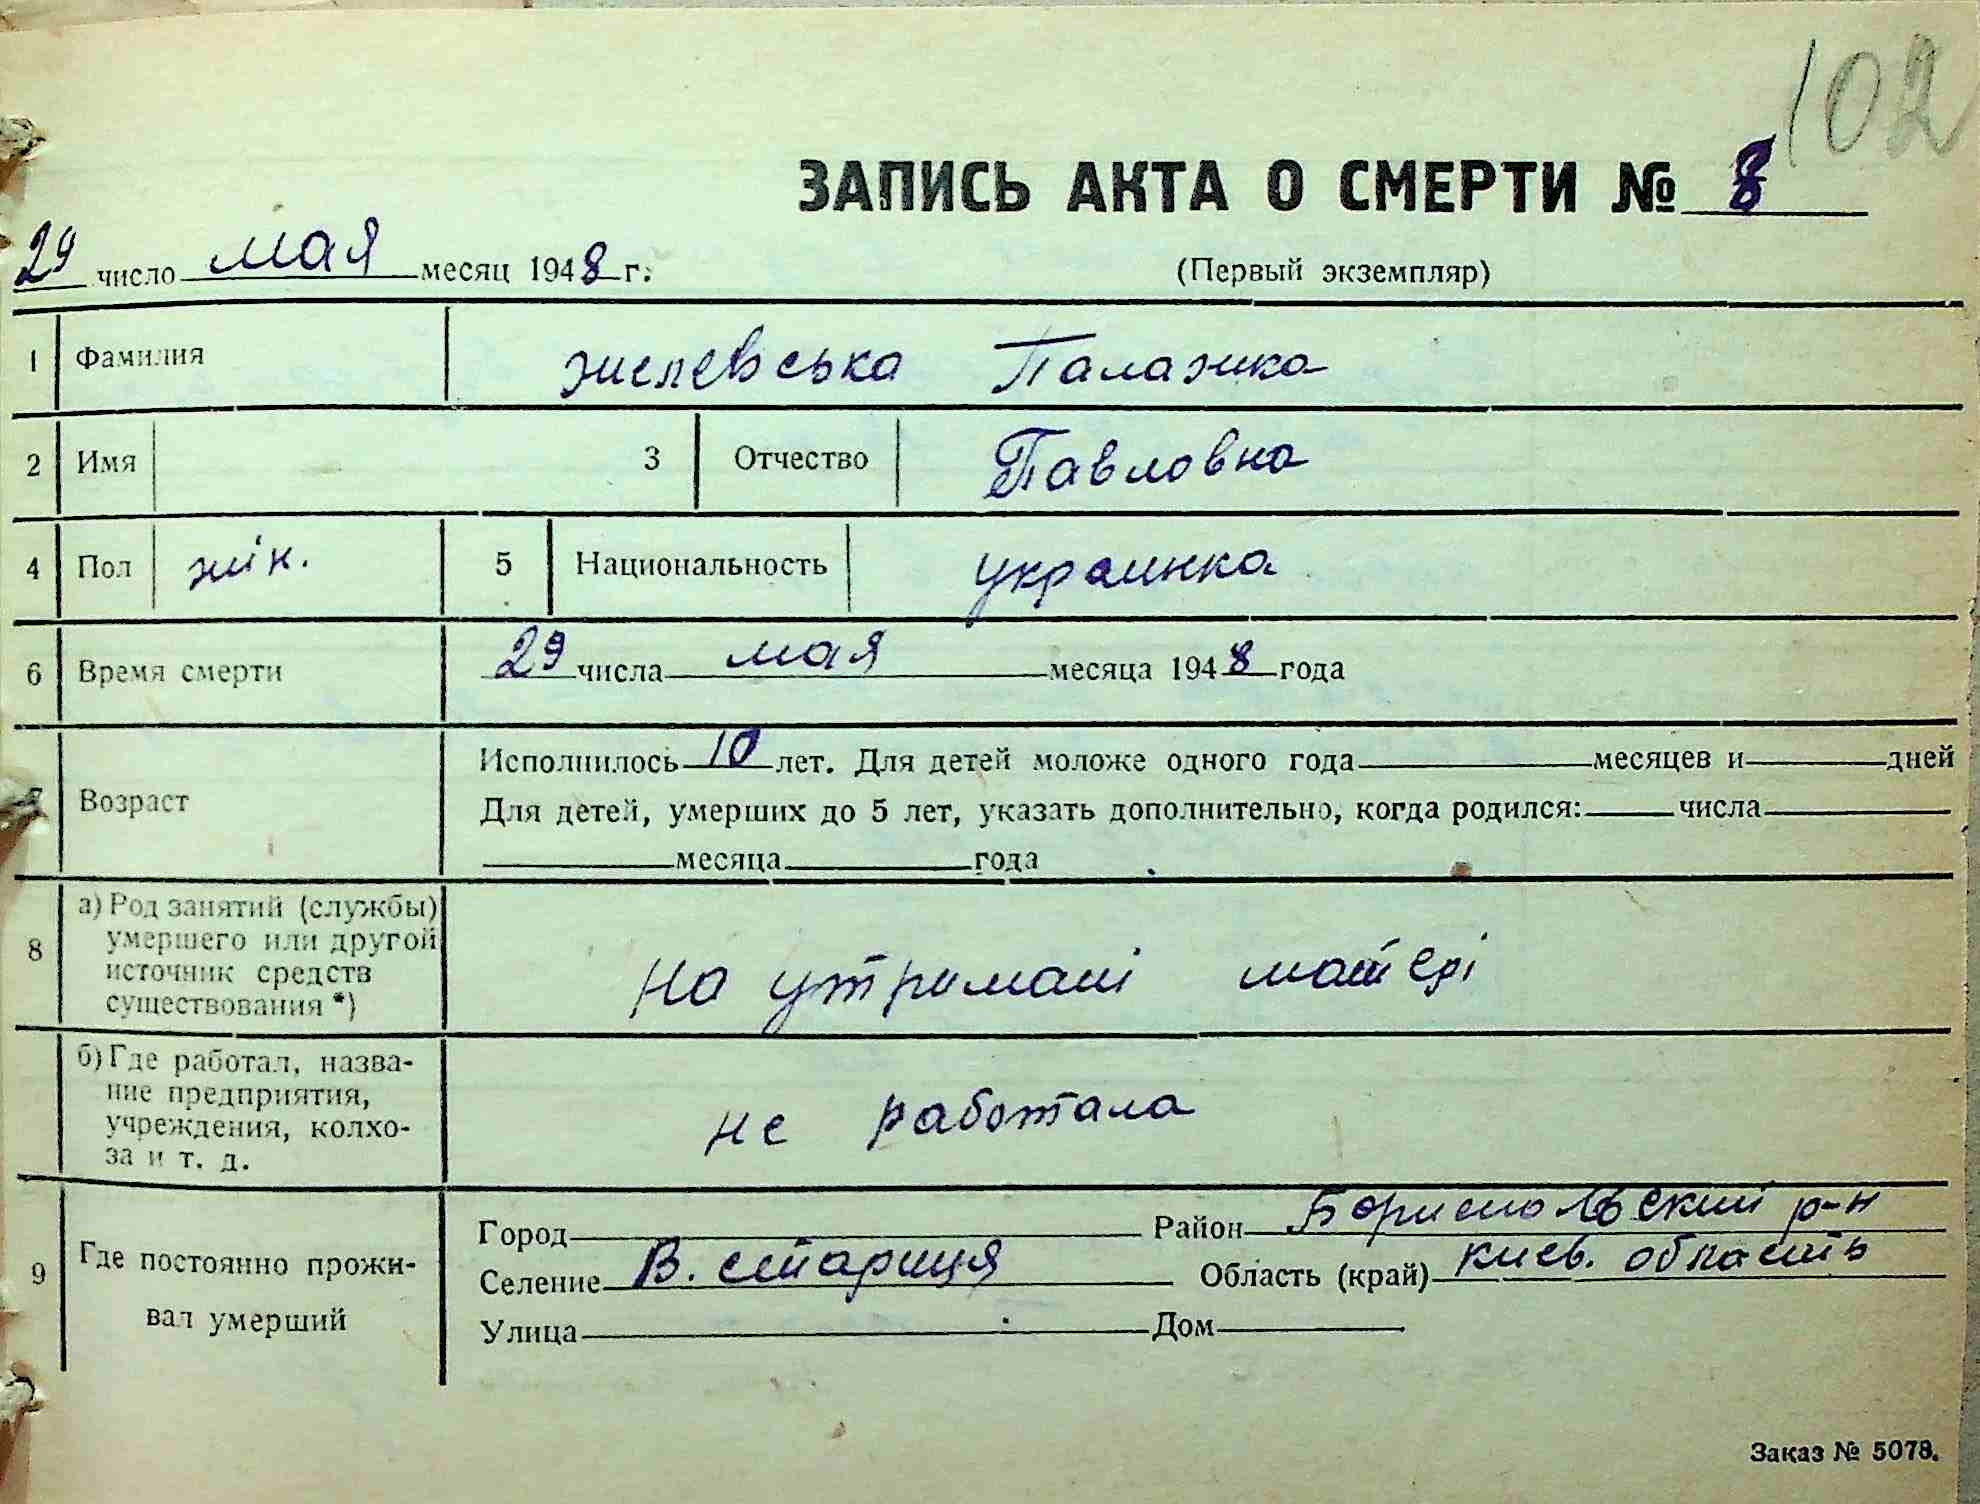 102
ЗАПИСЬ АКТА О СМЕРТИ № 8
29 число мая месяц 1948 г.
(Первый экземпляр)
1 Фамилия жилевська Палажка
2 Имя 3 Отчество Павловна
4 Пол жін. 5 Национальность украинка
6 Время смерти 29 числа мая месяца 1948 года
7 Возраст Исполнилось 10 лет. Для детей моложе одного года месяцев и дней
Для детей, умерших до 5 лет, указать дополнительно, когда родился: числа
месяца года
8 а) Род занятий (службы)
умершего или другой
источник средств
существования *)
на утримані матері
б) Где работал, назва-
ние предприятия,
учреждения, колхо-
за и т. д.
не работала
9 Где постоянно прожи-
вал умерший
Город Район Бориспольский р-н
Селение В. стариця Область (край) киев. область
Улица Дом
Заказ № 5078.